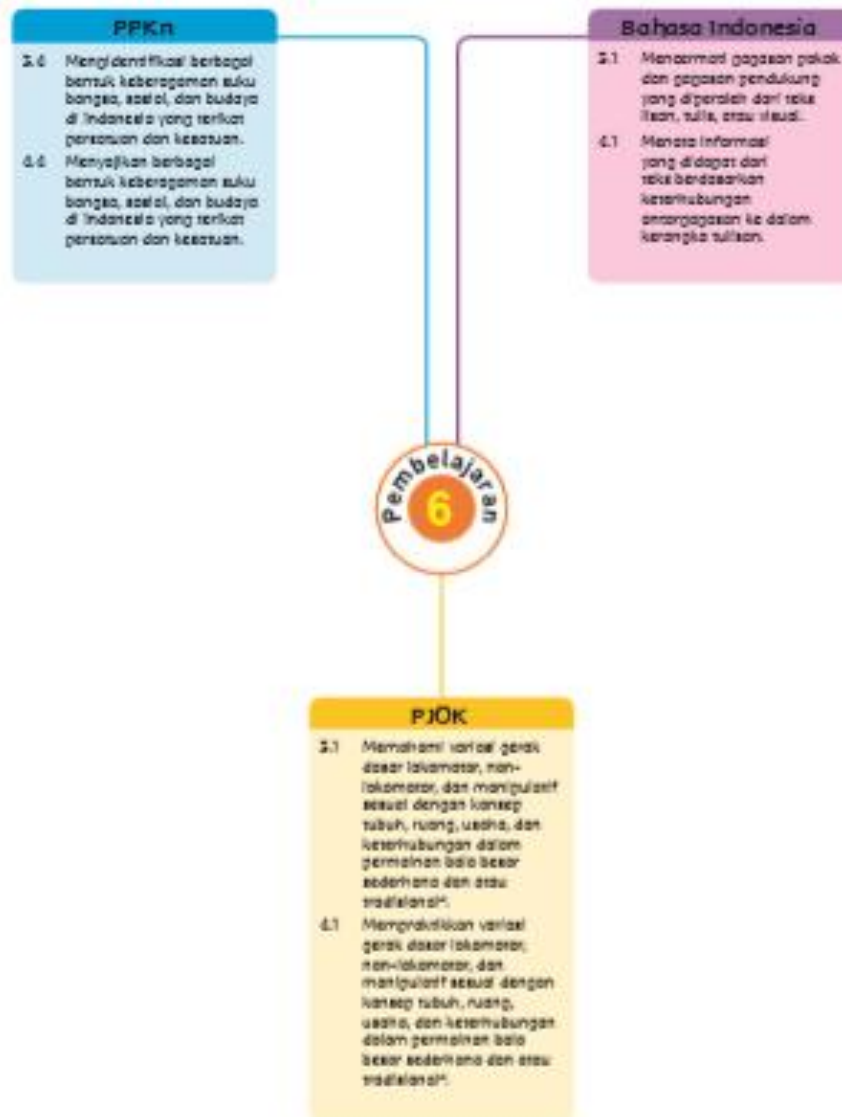 PPKn
3.4 Mengidentifikasi berbagai
bentuk keberagaman suku
bangsa, sosial, dan budaya
di Indonesia yang terikat
persatuan dan kesatuan.
4.4 Menyajikan berbagai
bentuk keberagaman suku
bangsa, sosial, dan budaya
di Indonesia yang terikat
persatuan dan kesatuan.
Bahasa Indonesia
3.1 Mencermati gagasan pokok
dan gagasan pendukung
yang diperoleh dari teks
lisan, tulis, atau visual.
4.1 Menata informasi
yang didapat dari
teks berdasarkan
keterhubungan
antargagasan ke dalam
kerangka tulisan.
Pembelajaran
6
PJOK
3.1 Memahami variasi gerak
dasar lokomotor, non-
lokomotor, dan manipulatif
sesuai dengan konsep
tubuh, ruang, usaha, dan
keterhubungan dalam
permainan bola besar
sederhana dan atau
tradisional*.
4.1 Mempraktikkan variasi
gerak dasar lokomotor,
non-lokomotor, dan
manipulatif sesuai dengan
konsep tubuh, ruang,
usaha, dan keterhubungan
dalam permainan bola
besar sederhana dan atau
tradisional*.